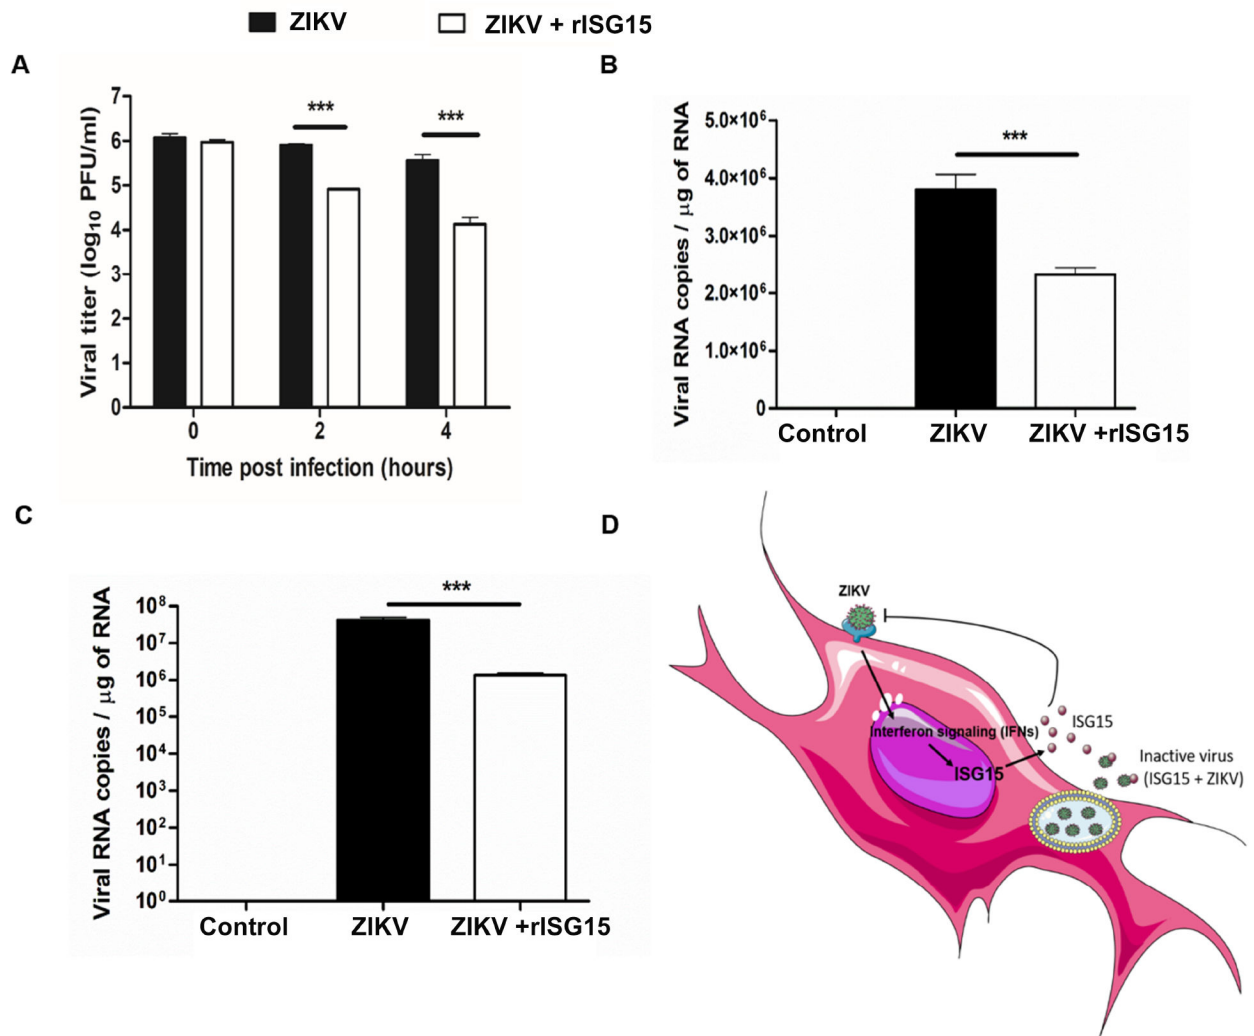 ZIKV
ZIKV + rISG15
A
Viral titer (log10 PFU/ml)
7
6
5
4
3
2
1
0
***
***
0
2
4
Time post infection (hours)
B
Viral RNA copies / µg of RNA
5.0×10⁶
4.0×10⁶
3.0×10⁶
2.0×10⁶
1.0×10⁶
0
***
Control
ZIKV
ZIKV +rISG15
C
Viral RNA copies / µg of RNA
10⁸
10⁷
10⁶
10⁵
10⁴
10³
10²
10¹
10⁰
***
Control
ZIKV
ZIKV +rISG15
D
ZIKV
Interferon signaling (IFNs)
ISG15
ISG15
Inactive virus
(ISG15 + ZIKV)